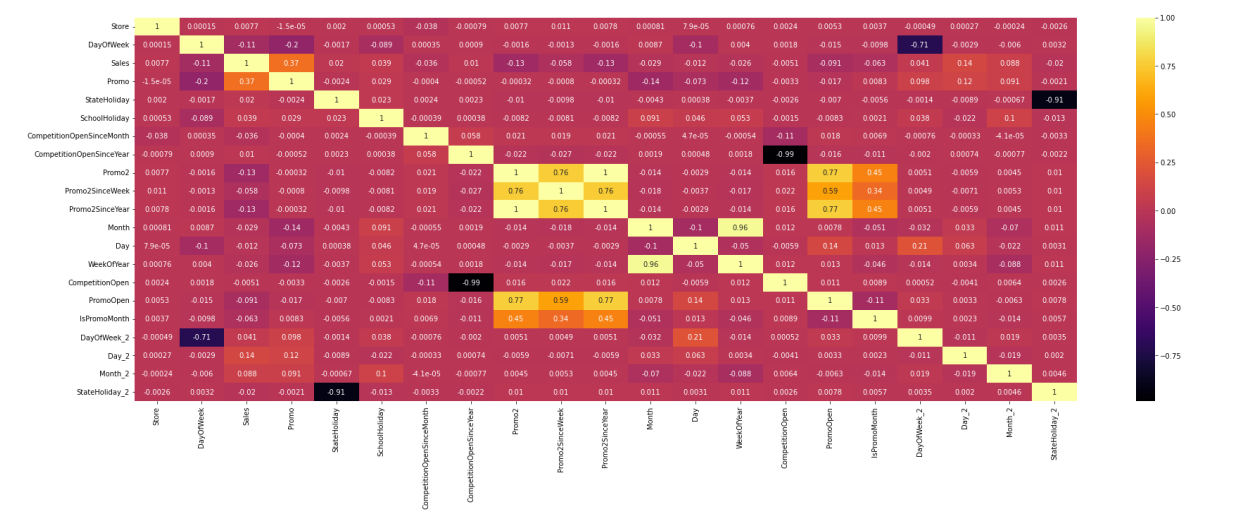 Store 1 0.00015 0.0077 -1.5e-05 0.002 0.00053 -0.038 -0.00079 0.0077 0.011 0.0078 0.00081 7.9e-05 0.00076 0.0024 0.0053 0.0037 -0.00049 0.00027 -0.00024 -0.0026 1.00
DayOfWeek 0.00015 1 -0.11 -0.2 -0.0017 -0.089 0.00035 0.0009 -0.0016 -0.0013 -0.0016 0.0087 -0.1 0.004 0.0018 -0.015 -0.0098 -0.71 -0.0029 -0.006 0.0032
Sales 0.0077 -0.11 1 0.37 0.02 0.039 -0.036 0.01 -0.13 -0.058 -0.13 -0.029 -0.012 -0.026 -0.0051 -0.091 -0.063 0.041 0.14 0.088 -0.02 0.75
Promo -1.5e-05 -0.2 0.37 1 -0.0024 0.029 -0.0004 -0.00052 -0.00032 -0.0008 -0.00032 -0.14 -0.073 -0.12 -0.0033 -0.017 0.0083 0.098 0.12 0.091 -0.0021
StateHoliday 0.002 -0.0017 0.02 -0.0024 1 0.023 0.0024 0.0023 -0.01 -0.0098 -0.01 -0.0043 0.00038 -0.0037 -0.0026 -0.007 -0.0056 -0.0014 -0.0089 -0.00067 -0.91
SchoolHoliday 0.00053 -0.089 0.039 0.029 0.023 1 -0.00039 0.00038 -0.0082 -0.0081 -0.0082 0.091 0.046 0.053 -0.0015 -0.0083 0.0021 0.038 -0.022 0.1 -0.013 0.50
CompetitionOpenSinceMonth -0.038 0.00035 -0.036 -0.0004 0.0024 -0.00039 1 0.058 0.021 0.019 0.021 -0.00055 4.7e-05 -0.00054 -0.11 0.018 0.0069 -0.00076 -0.00033 -4.1e-05 -0.0033
CompetitionOpenSinceYear -0.00079 0.0009 0.01 -0.00052 0.0023 0.00038 0.058 1 -0.022 -0.027 -0.022 0.0019 0.00048 0.0018 -0.99 -0.016 -0.011 -0.002 0.00074 -0.00077 -0.0022
Promo2 0.0077 -0.0016 -0.13 -0.00032 -0.01 -0.0082 0.021 -0.022 1 0.76 1 -0.014 -0.0029 -0.014 0.016 0.77 0.45 0.0051 -0.0059 0.0045 0.01 0.25
Promo2SinceWeek 0.011 -0.0013 -0.058 -0.0008 -0.0098 -0.0081 0.019 -0.027 0.76 1 0.76 -0.018 -0.0037 -0.017 0.022 0.59 0.34 0.0049 -0.0071 0.0053 0.01
Promo2SinceYear 0.0078 -0.0016 -0.13 -0.00032 -0.01 -0.0082 0.021 -0.022 1 0.76 1 -0.014 -0.0029 -0.014 0.016 0.77 0.45 0.0051 -0.0059 0.0045 0.01 0.00
Month 0.00081 0.0087 -0.029 -0.14 -0.0043 0.091 -0.00055 0.0019 -0.014 -0.018 -0.014 1 -0.1 0.96 0.012 0.0078 -0.051 -0.032 0.033 -0.07 0.011
Day 7.9e-05 -0.1 -0.012 -0.073 0.00038 0.046 4.7e-05 0.00048 -0.0029 -0.0037 -0.0029 -0.1 1 -0.05 -0.0059 0.14 0.013 0.21 0.063 -0.022 0.0031
WeekOfYear 0.00076 0.004 -0.026 -0.12 -0.0037 0.053 -0.00054 0.0018 -0.014 -0.017 -0.014 0.96 -0.05 1 0.012 0.013 -0.046 -0.014 0.034 -0.088 0.011 −0.25
CompetitionOpen 0.0024 0.0018 -0.0051 -0.0033 -0.0026 -0.0015 -0.11 -0.99 0.016 0.022 0.016 0.012 -0.0059 0.012 1 0.011 0.0089 0.00052 -0.0041 0.0064 0.0026
PromoOpen 0.0053 -0.015 -0.091 -0.017 -0.007 -0.0083 0.018 -0.016 0.77 0.59 0.77 0.0078 0.14 0.013 0.011 1 -0.11 0.033 0.0033 -0.0063 0.0078 −0.50
IsPromoMonth 0.0037 -0.0098 -0.063 0.0083 -0.0056 0.0021 0.0069 -0.011 0.45 0.34 0.45 -0.051 0.013 -0.046 0.0089 -0.11 1 0.0099 0.0023 -0.014 0.0057
DayOfWeek_2 -0.00049 -0.71 0.041 0.098 -0.0014 0.038 -0.00076 -0.002 0.0051 0.0049 0.0051 -0.032 0.21 -0.014 0.00052 0.033 0.0099 1 -0.011 0.019 0.0035
Day_2 0.00027 -0.0029 0.14 0.12 -0.0089 -0.022 -0.00033 0.00074 -0.0059 -0.0071 -0.0059 0.033 0.063 0.034 -0.0041 0.0033 0.0023 -0.011 1 -0.019 0.002 −0.75
Month_2 -0.00024 -0.006 0.088 0.091 -0.00067 0.1 -4.1e-05 -0.00077 0.0045 0.0053 0.0045 -0.07 -0.022 -0.088 0.0064 -0.0063 -0.014 0.019 -0.019 1 0.0046
StateHoliday_2 -0.0026 0.0032 -0.02 -0.0021 -0.91 -0.013 -0.0033 -0.0022 0.01 0.01 0.01 0.011 0.0031 0.011 0.0026 0.0078 0.0057 0.0035 0.002 0.0046 1
Store
DayOfWeek
Sales
Promo
StateHoliday
SchoolHoliday
CompetitionOpenSinceMonth
CompetitionOpenSinceYear
Promo2
Promo2SinceWeek
Promo2SinceYear
Month
Day
WeekOfYear
CompetitionOpen
PromoOpen
IsPromoMonth
DayOfWeek_2
Day_2
Month_2
StateHoliday_2